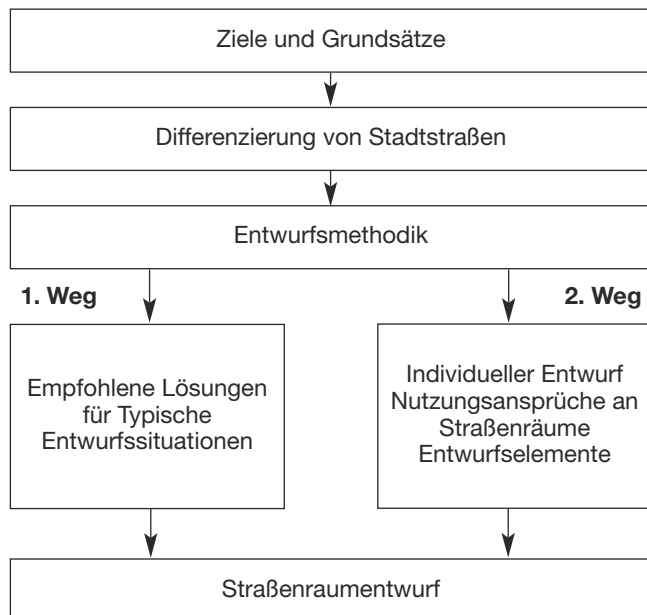 Ziele und Grundsätze
Differenzierung von Stadtstraßen
Entwurfsmethodik
1. Weg
2. Weg
Empfohlene Lösungen
für Typische
Entwurfssituationen
Individueller Entwurf
Nutzungsansprüche an
Straßenräume
Entwurfselemente
Straßenraumentwurf